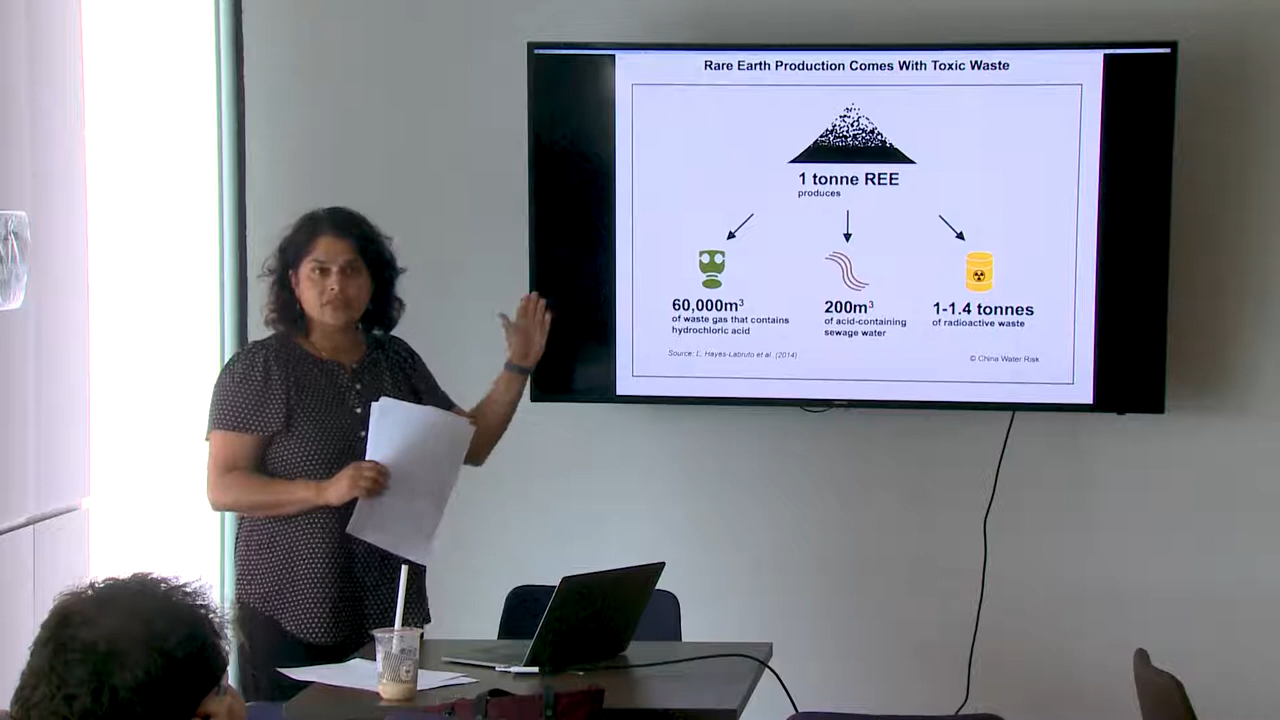 Rare Earth Production Comes With Toxic Waste
1 tonne REE
produces
60,000m³
of waste gas that contains
hydrochloric acid
200m³
of acid-containing
sewage water
1-1.4 tonnes
of radioactive waste
Source: L. Hayes-Labruto et al. (2014)
© China Water Risk